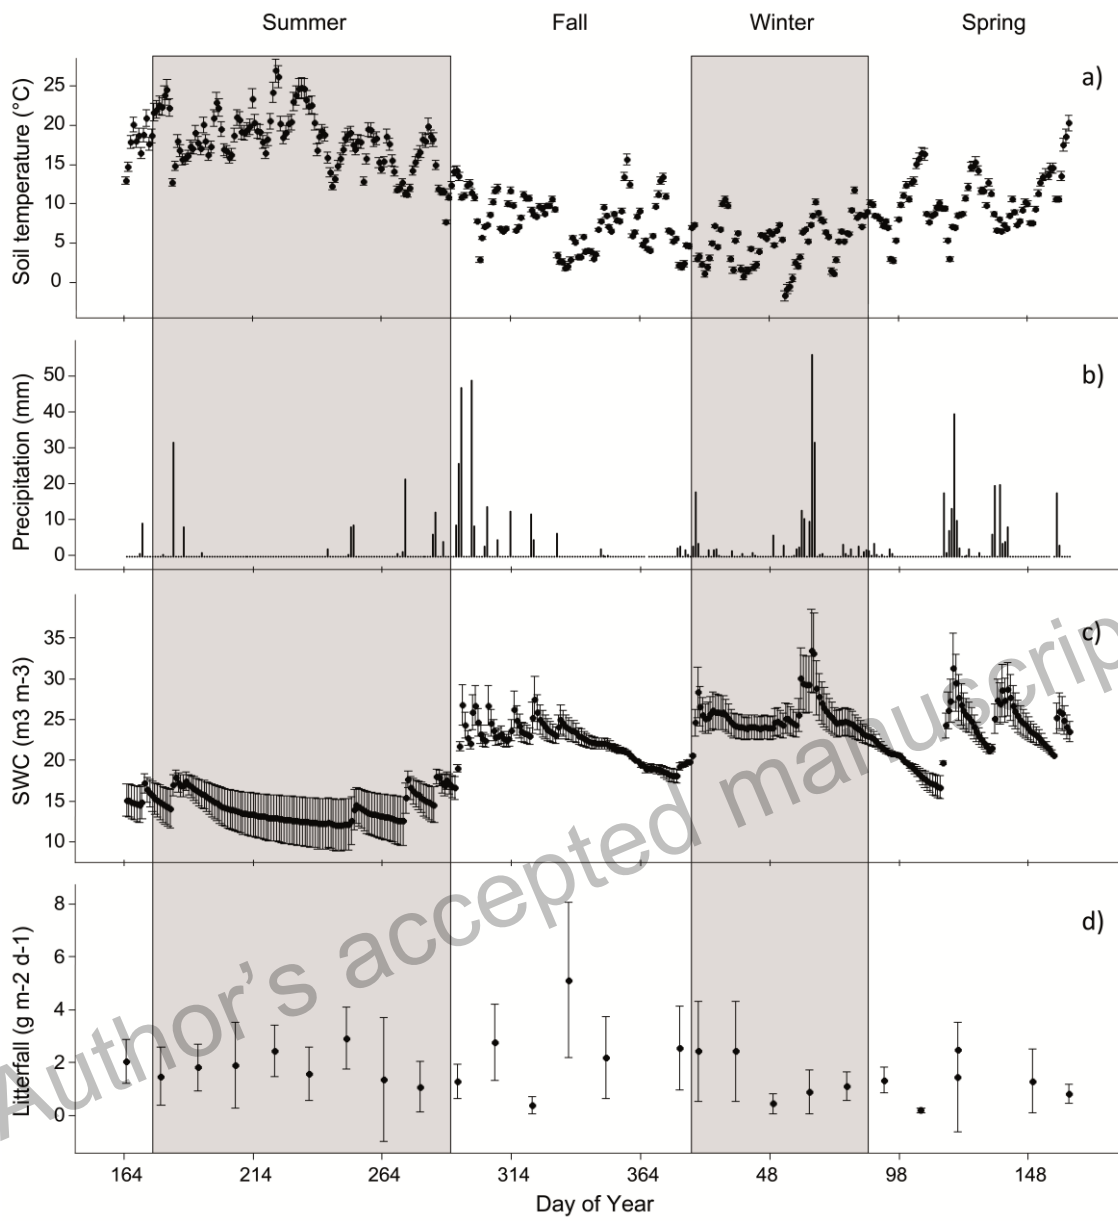 Summer Fall Winter Spring
a)
Soil temperature (°C)
25
20
15
10
5
0
b)
Precipitation (mm)
50
40
30
20
10
0
c)
SWC (m3 m-3)
35
30
25
20
15
10
d)
Litterfall (g m-2 d-1)
8
6
4
2
0
164 214 264 314 364 48 98 148
Day of Year
Author's accepted manuscrip